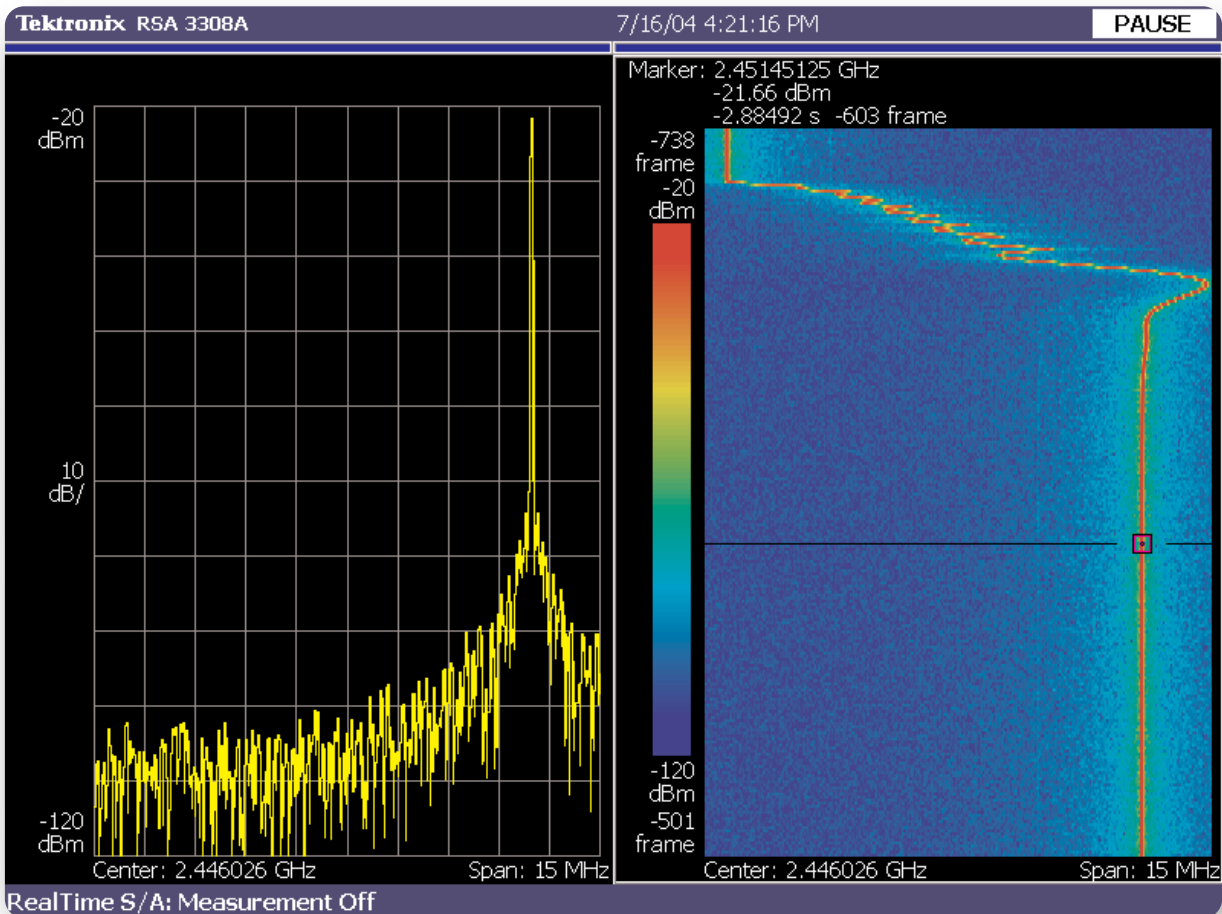 Tektronix RSA 3308A
7/16/04 4:21:16 PM
PAUSE
-20
dBm
10
dB/
-120
dBm
Center: 2.446026 GHz
Span: 15 MHz
Marker: 2.45145125 GHz
-21.66 dBm
-2.88492 s -603 frame
-738
frame
-20
dBm
-120
dBm
-501
frame
Center: 2.446026 GHz
Span: 15 MHz
RealTime S/A: Measurement Off